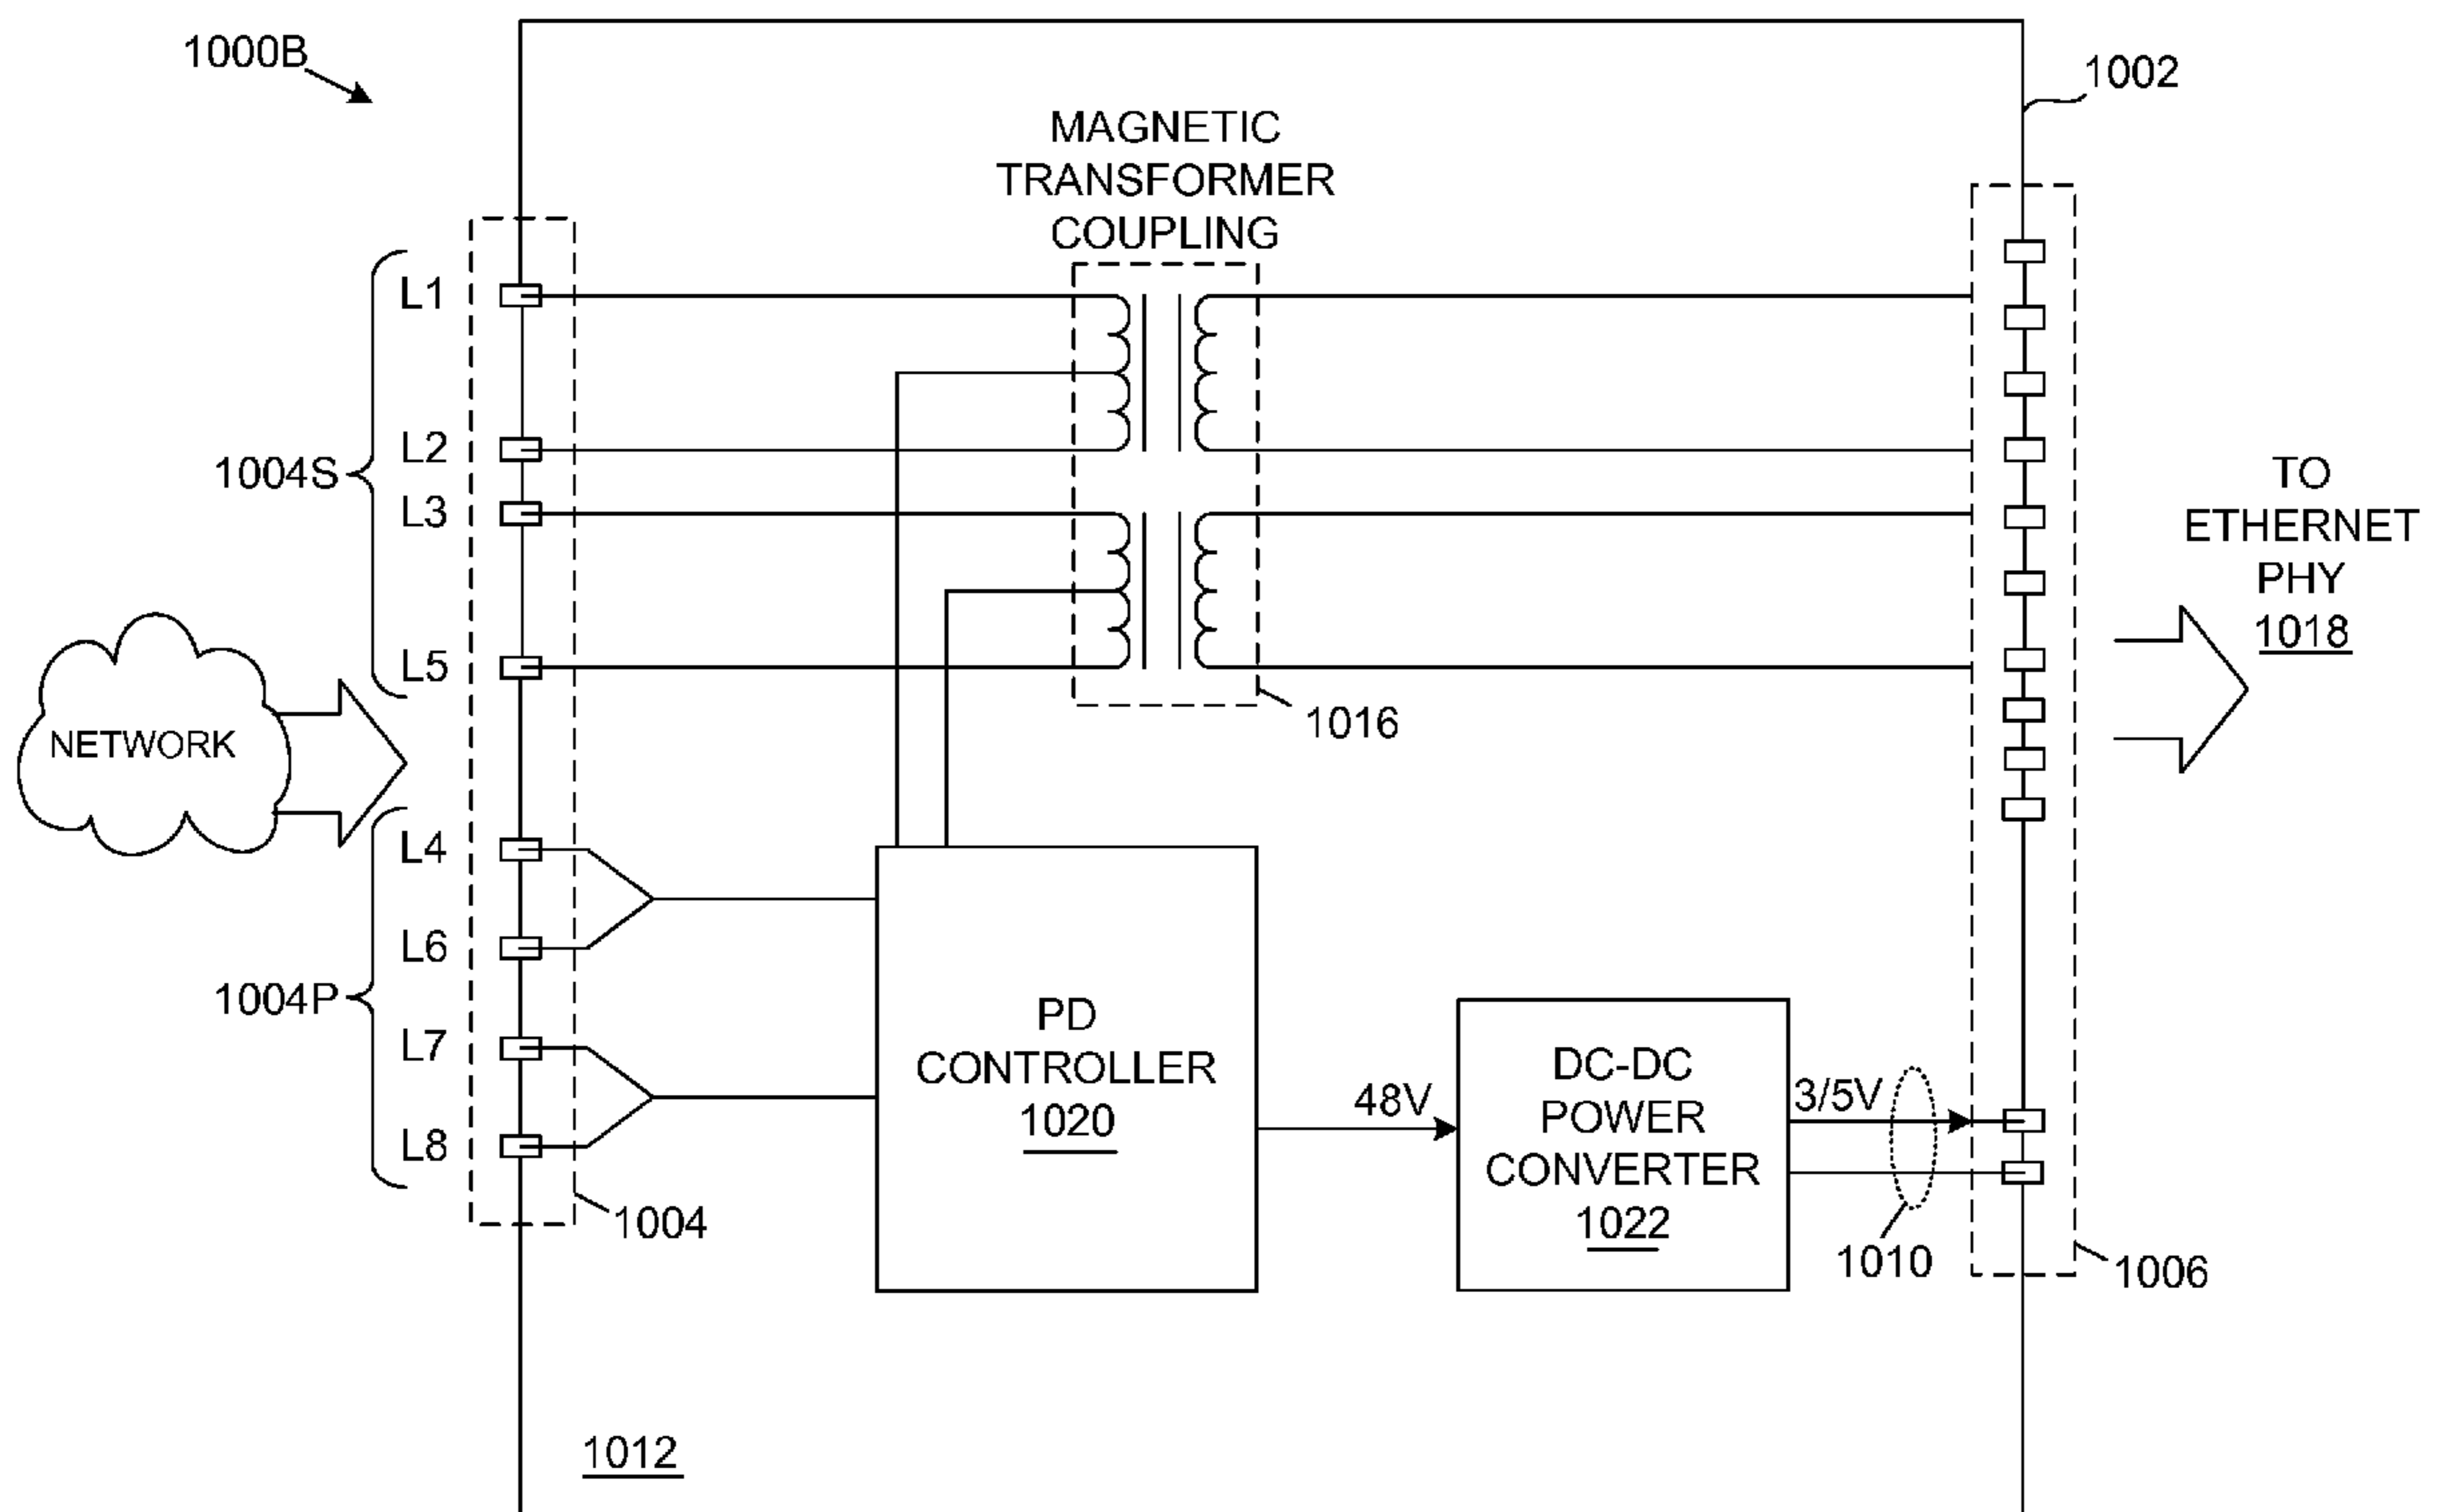 1000B
1002
MAGNETIC
TRANSFORMER
COUPLING
L1
L2
1004S
L3
L5
TO
ETHERNET
PHY
1018
1016
NETWORK
L4
L6
1004P
L7
L8
1004
PD
CONTROLLER
1020
48V
DC-DC
POWER
CONVERTER
1022
3/5V
1010
1006
1012